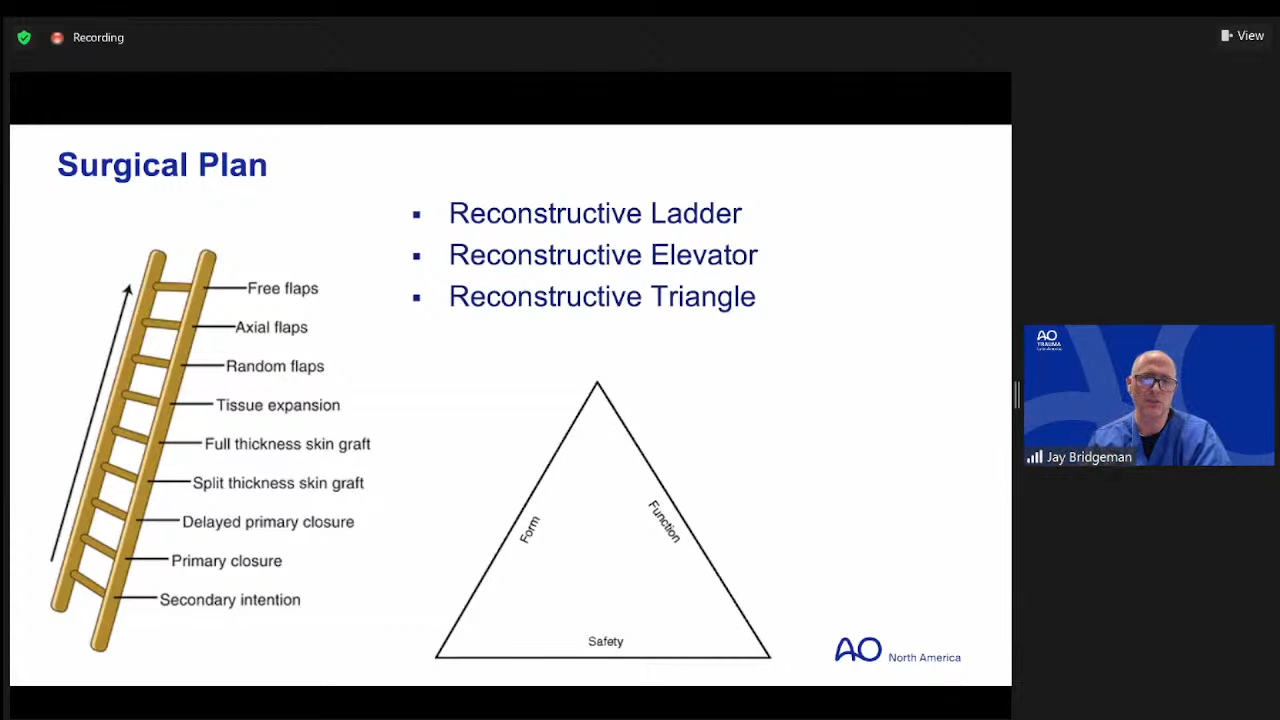 Recording
View
Surgical Plan
▪ Reconstructive Ladder
▪ Reconstructive Elevator
▪ Reconstructive Triangle
Free flaps
Axial flaps
Random flaps
Tissue expansion
Full thickness skin graft
Split thickness skin graft
Delayed primary closure
Primary closure
Secondary intention
Form
Function
Safety
AO North America
AO
TRAUMA
Jay Bridgeman